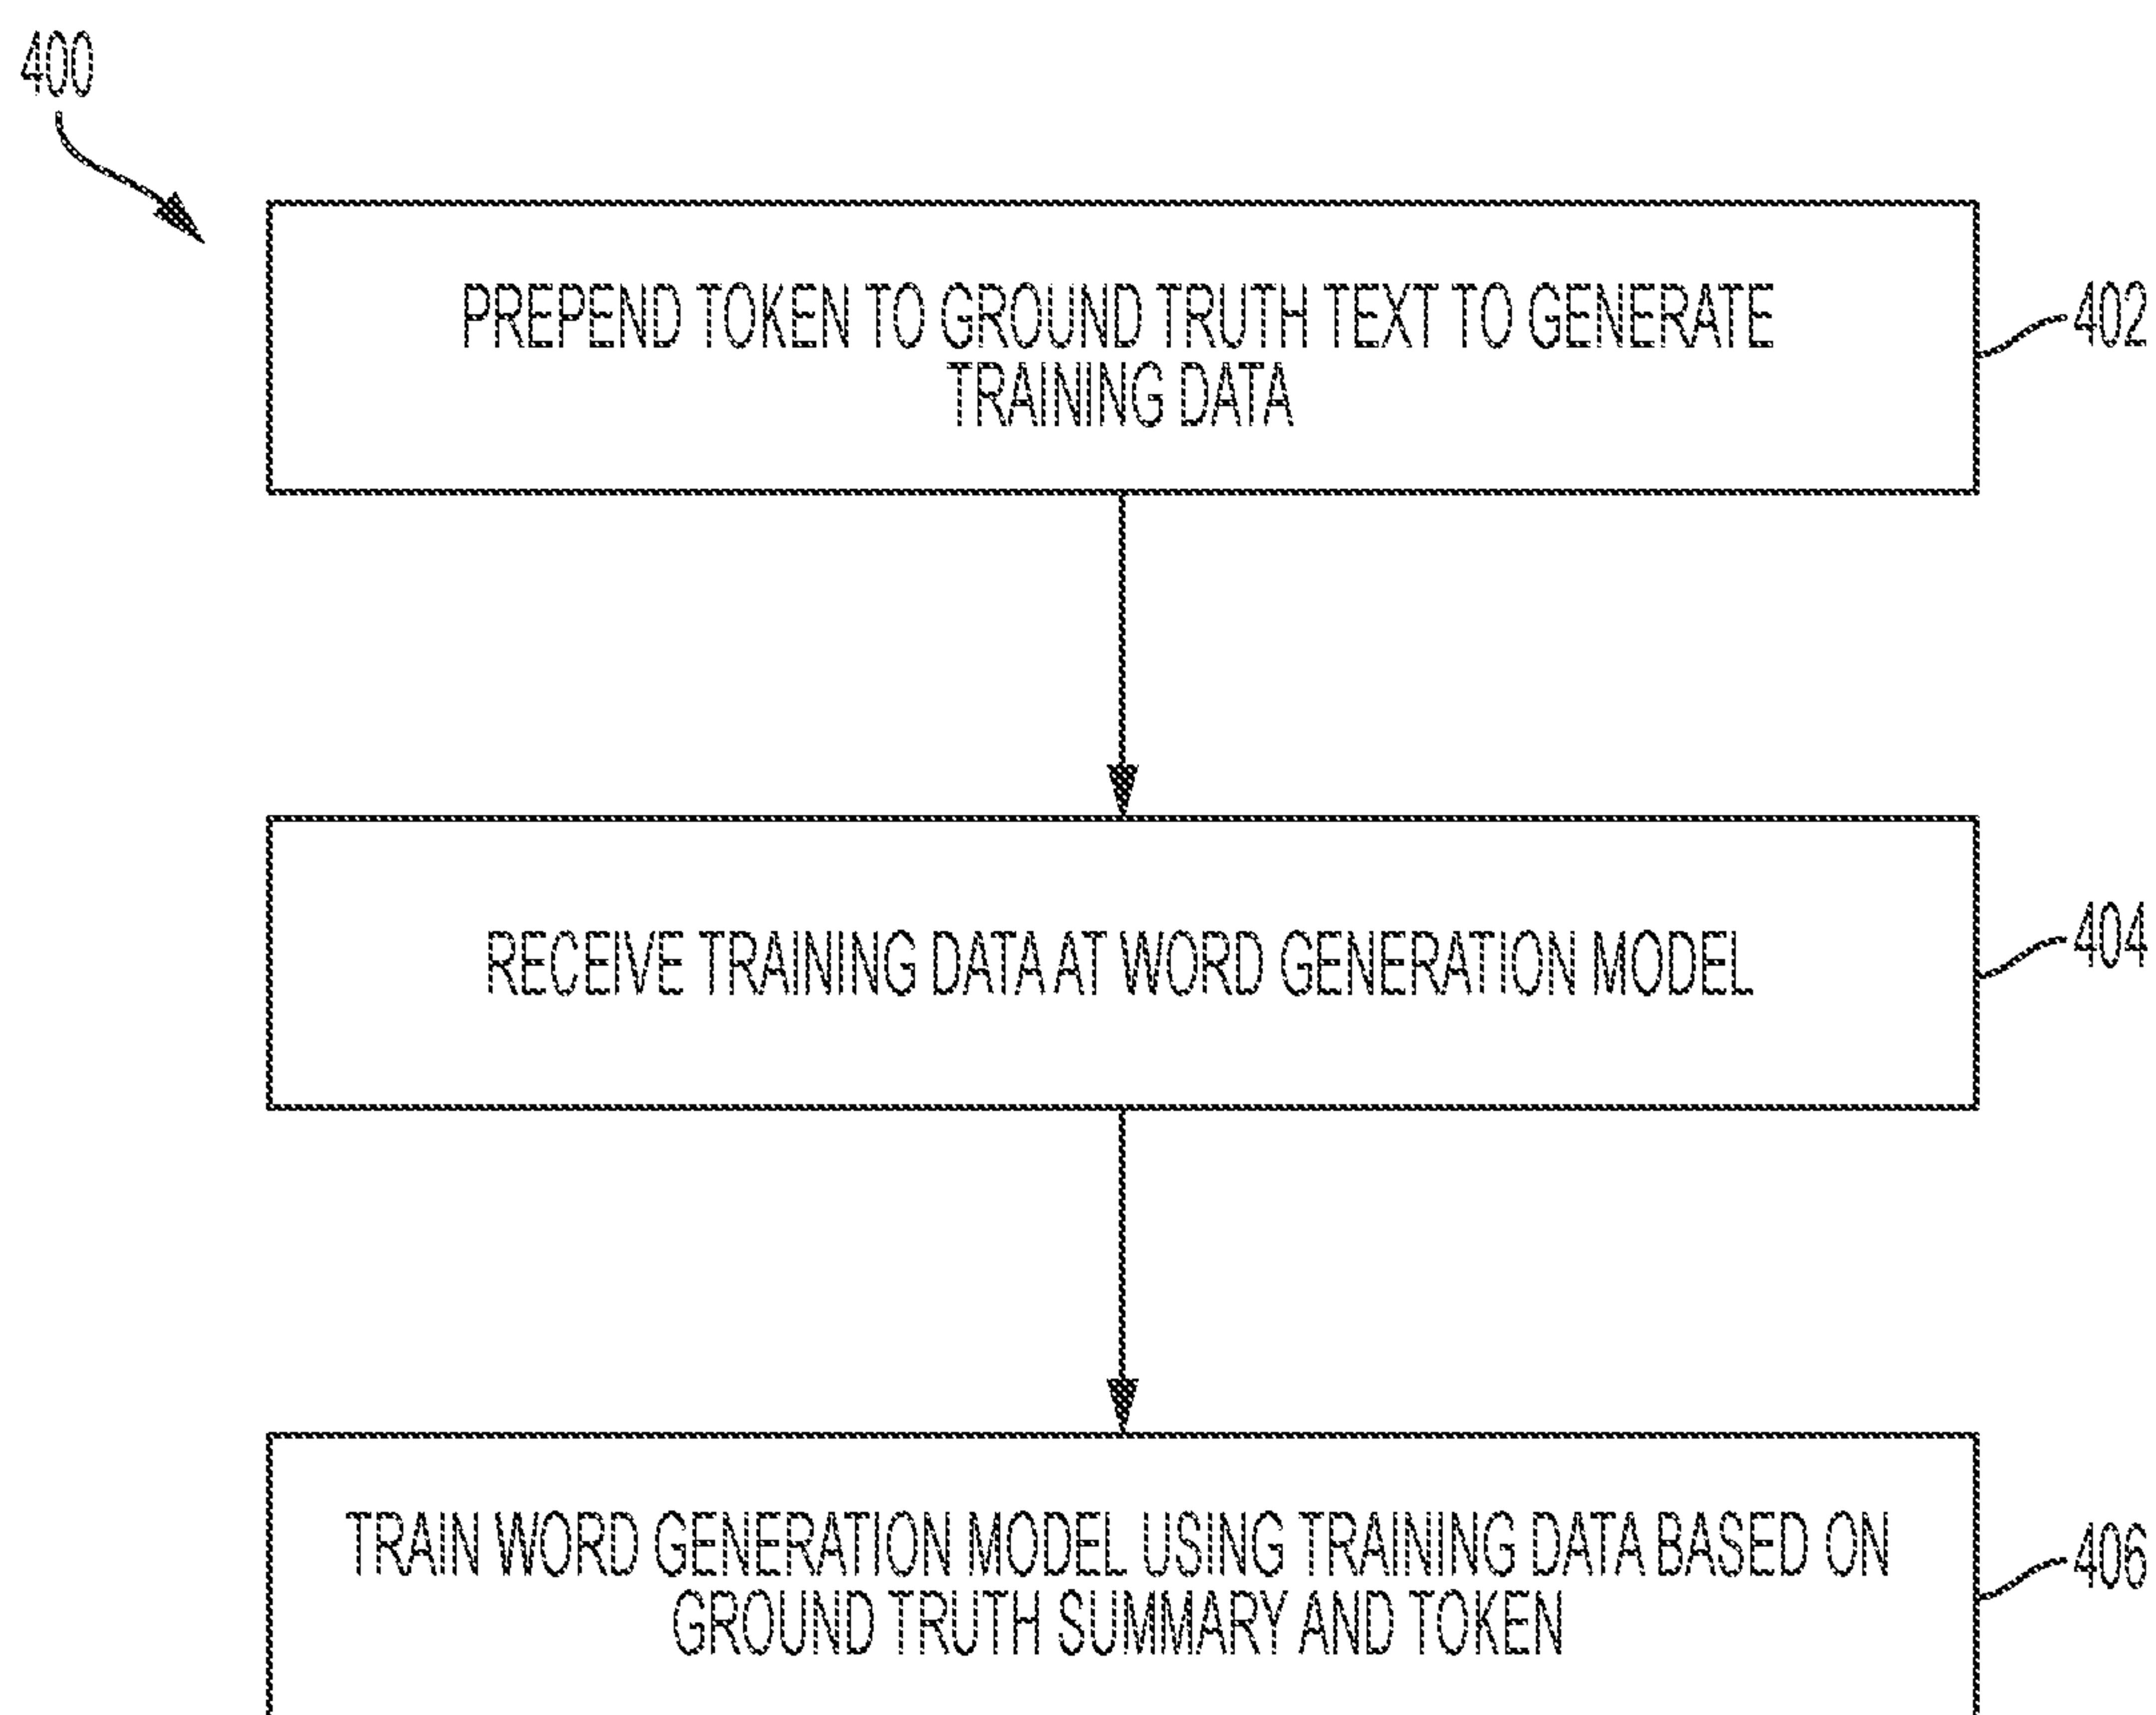 400
PREPEND TOKEN TO GROUND TRUTH TEXT TO GENERATE
TRAINING DATA
402
RECEIVE TRAINING DATA AT WORD GENERATION MODEL
404
TRAIN WORD GENERATION MODEL USING TRAINING DATA BASED ON
GROUND TRUTH SUMMARY AND TOKEN
406